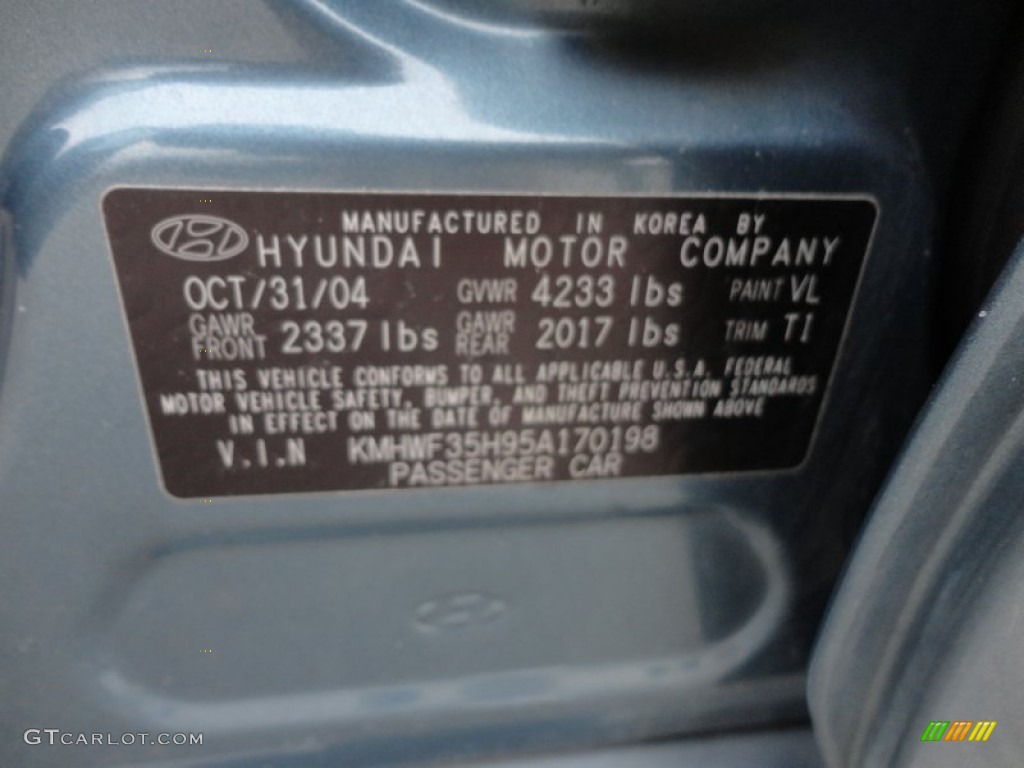 MANUFACTURED IN KOREA BY
HYUNDAI MOTOR COMPANY
OCT/31/04 GVWR 4233 lbs PAINT VL
GAWR FRONT 2337 lbs GAWR REAR 2017 lbs TRIM TI
THIS VEHICLE CONFORMS TO ALL APPLICABLE U.S.A. FEDERAL
MOTOR VEHICLE SAFETY, BUMPER, AND THEFT PREVENTION STANDARDS
IN EFFECT ON THE DATE OF MANUFACTURE SHOWN ABOVE
V.I.N KMHWF35H95A170198
PASSENGER CAR
GTCARLOT.COM